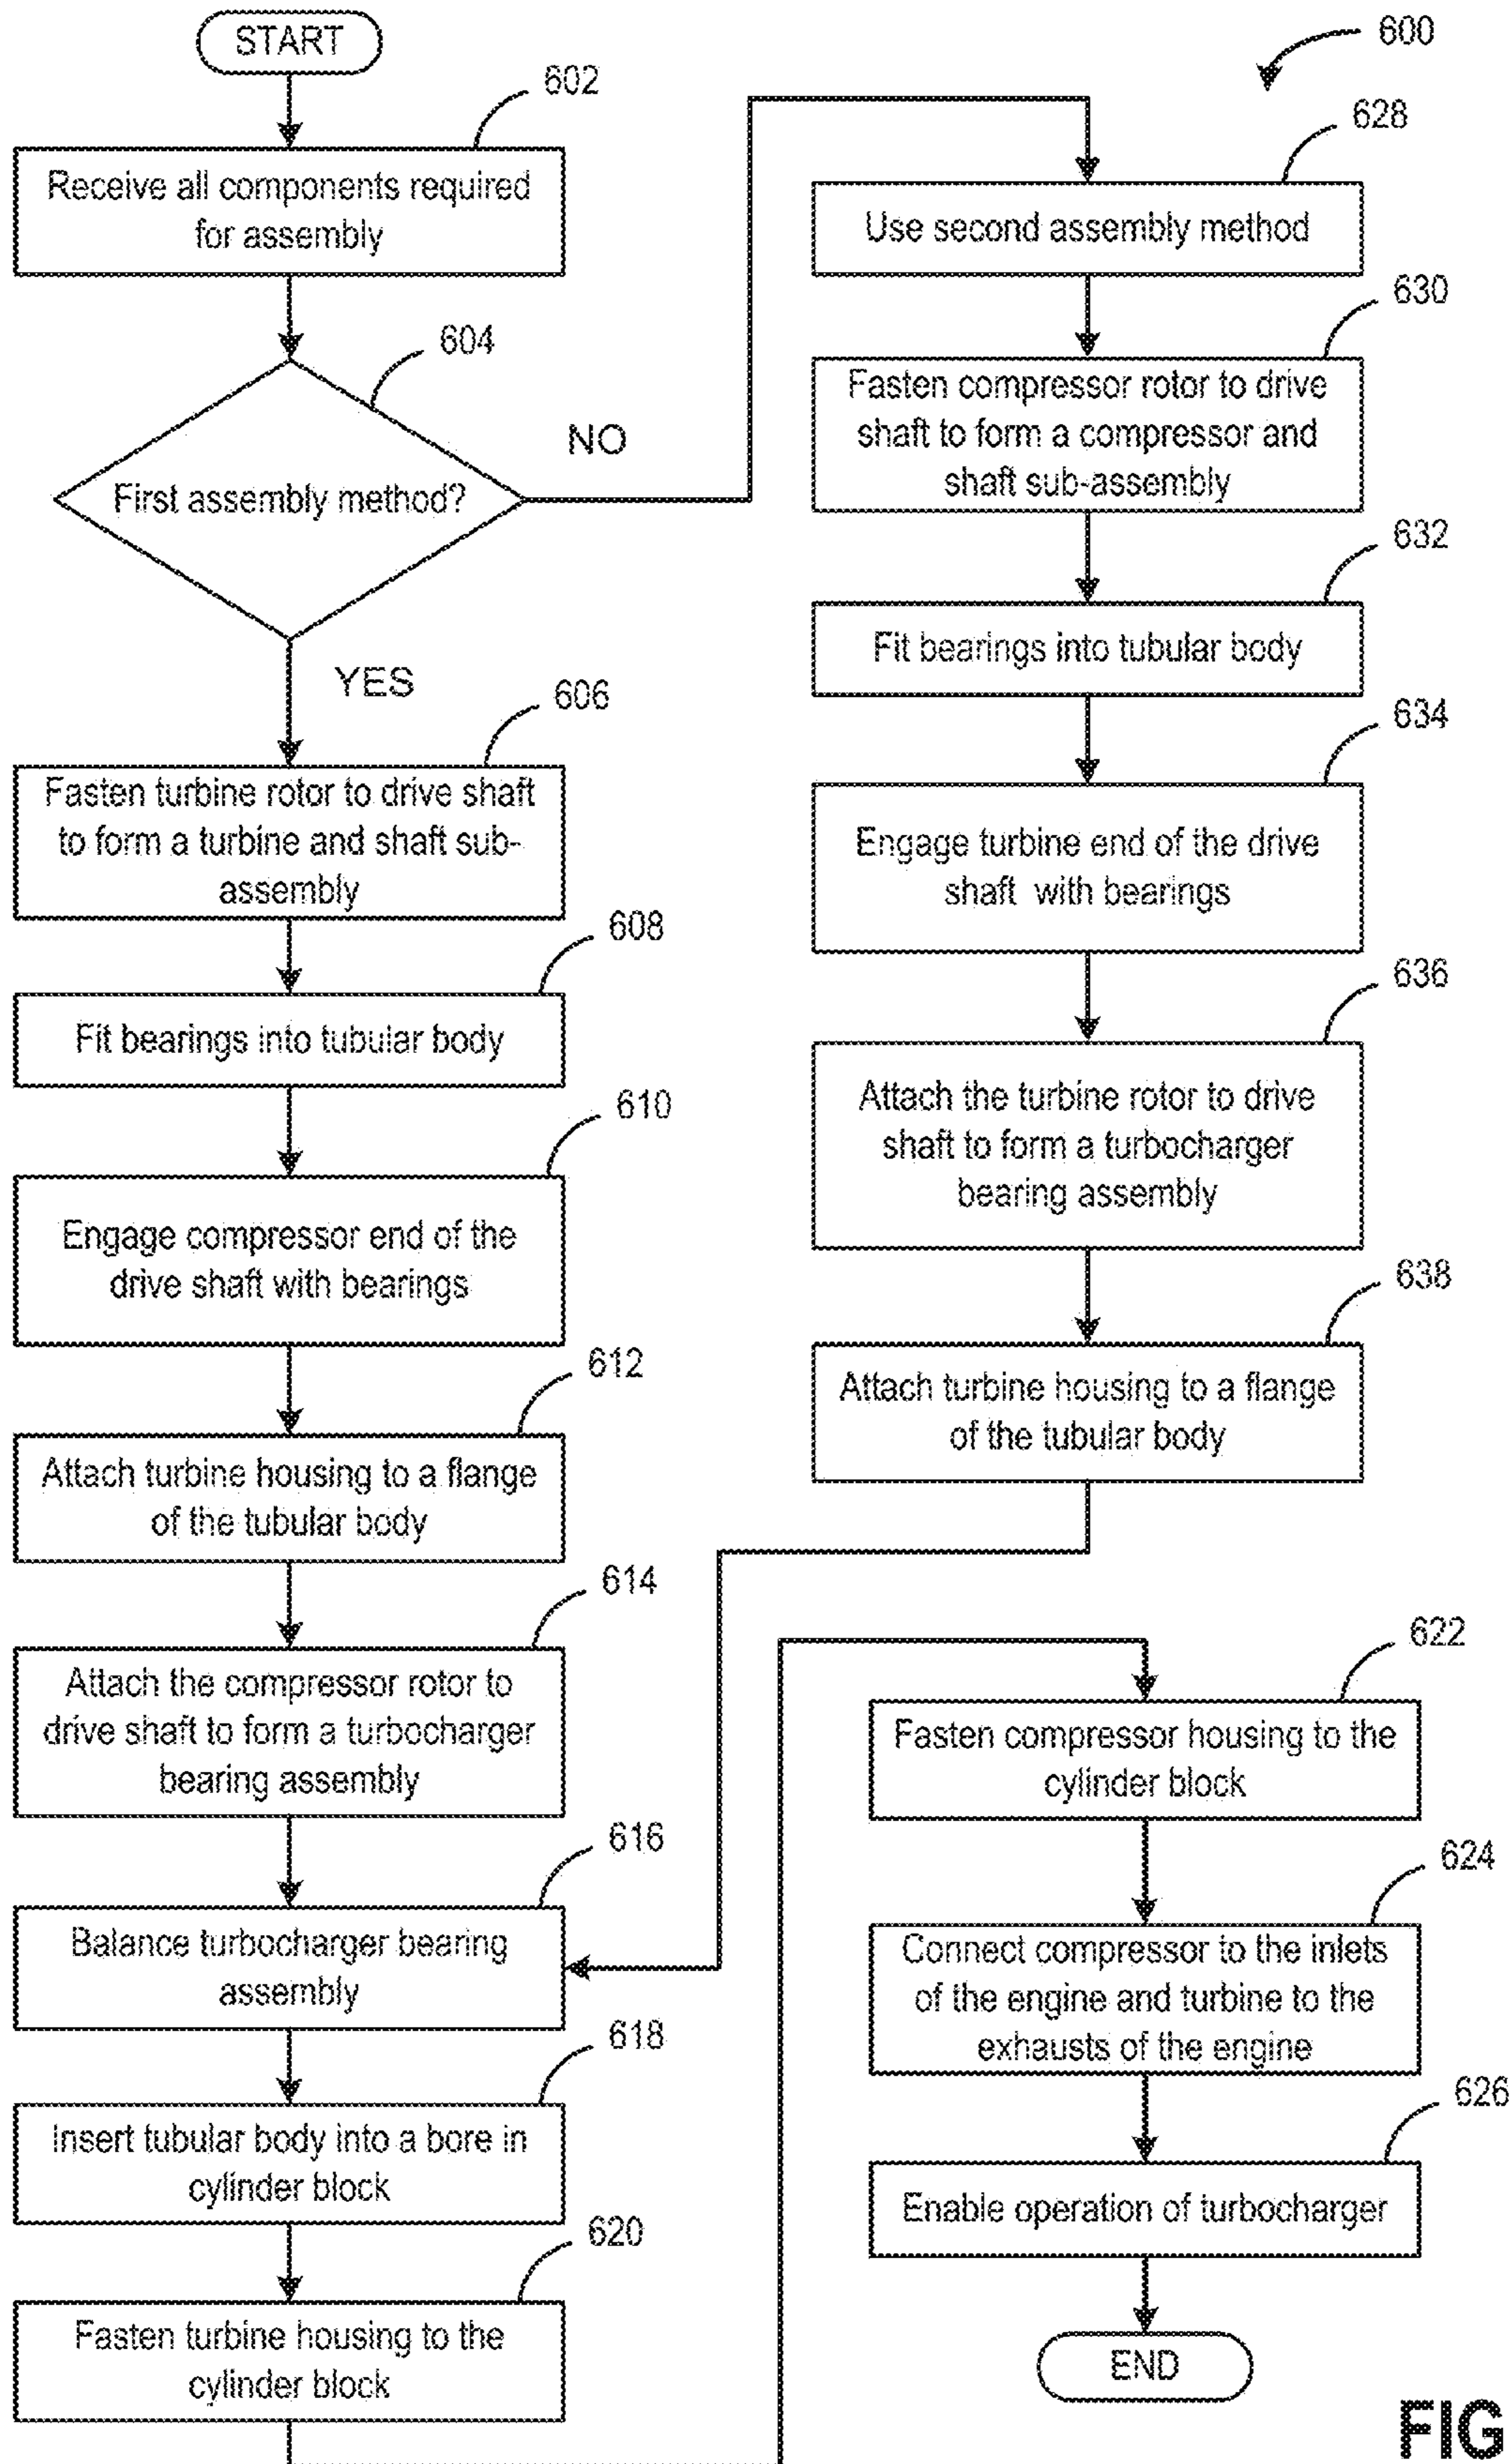 START
602
Receive all components required
for assembly
604
First assembly method?
NO
YES
606
Fasten turbine rotor to drive shaft
to form a turbine and shaft sub-
assembly
608
Fit bearings into tubular body
610
Engage compressor end of the
drive shaft with bearings
612
Attach turbine housing to a flange
of the tubular body
614
Attach the compressor rotor to
drive shaft to form a turbocharger
bearing assembly
616
Balance turbocharger bearing
assembly
618
Insert tubular body into a bore in
cylinder block
620
Fasten turbine housing to the
cylinder block
600
628
Use second assembly method
630
Fasten compressor rotor to drive
shaft to form a compressor and
shaft sub-assembly
632
Fit bearings into tubular body
634
Engage turbine end of the drive
shaft with bearings
636
Attach the turbine rotor to drive
shaft to form a turbocharger
bearing assembly
638
Attach turbine housing to a flange
of the tubular body
622
Fasten compressor housing to the
cylinder block
624
Connect compressor to the inlets
of the engine and turbine to the
exhausts of the engine
626
Enable operation of turbocharger
END
FIG